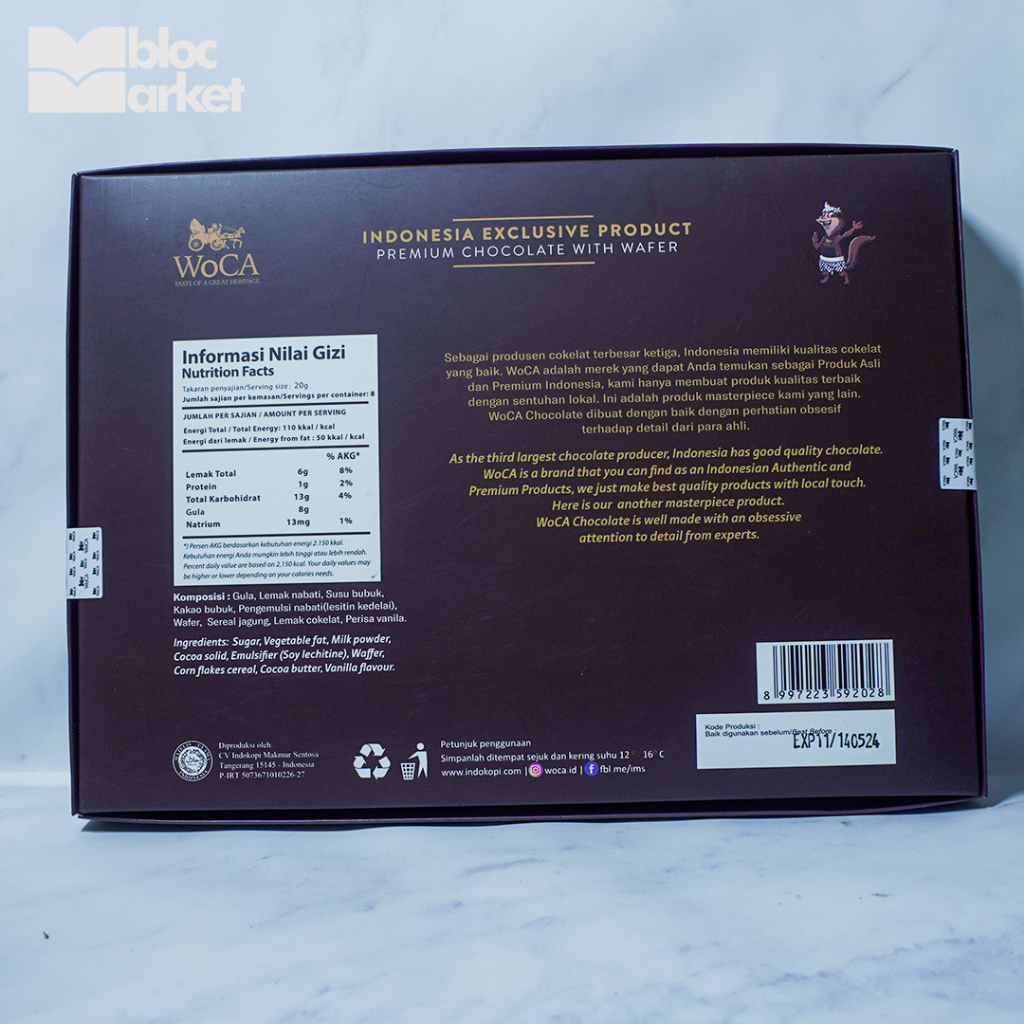 bloc
Market
WoCA
TASTE OF A GREAT HERITAGE
INDONESIA EXCLUSIVE PRODUCT
PREMIUM CHOCOLATE WITH WAFER
Informasi Nilai Gizi
Nutrition Facts
Takaran penyajian/Serving size : 20g
Jumlah sajian per kemasan/Servings per container: 8
JUMLAH PER SAJIAN / AMOUNT PER SERVING
Energi Total / Total Energy: 110 kkal / kcal
Energi dari lemak / Energy from fat : 50 kkal / kcal
% AKG*
Lemak Total 6g 8%
Protein 1g 2%
Total Karbohidrat 13g 4%
Gula 8g
Natrium 13mg 1%
*) Persen AKG berdasarkan kebutuhan energi 2.150 kkal.
Kebutuhan energi Anda mungkin lebih tinggi atau lebih rendah.
Percent daily value are based on 2,150 kcal. Your daily values may
be higher or lower depending on your calories needs.
Komposisi : Gula, Lemak nabati, Susu bubuk,
Kakao bubuk, Pengemulsi nabati(lesitin kedelai),
Wafer, Sereal jagung, Lemak cokelat, Perisa vanila.
Ingredients: Sugar, Vegetable fat, Milk powder,
Cocoa solid, Emulsifier (Soy lechitine), Waffer,
Corn flakes cereal, Cocoa butter, Vanilla flavour.
Sebagai produsen cokelat terbesar ketiga, Indonesia memiliki kualitas cokelat
yang baik. WoCA adalah merek yang dapat Anda temukan sebagai Produk Asli
dan Premium Indonesia, kami hanya membuat produk kualitas terbaik
dengan sentuhan lokal. Ini adalah produk masterpiece kami yang lain.
WoCA Chocolate dibuat dengan baik dengan perhatian obsesif
terhadap detail dari para ahli.
As the third largest chocolate producer, Indonesia has good quality chocolate.
WoCA is a brand that you can find as an Indonesian Authentic and
Premium Products, we just make best quality products with local touch.
Here is our another masterpiece product.
WoCA Chocolate is well made with an obsessive
attention to detail from experts.
8 997223 592028
Kode Produksi :
Baik digunakan sebelum/Best Before :
EXP11/140524
Diproduksi oleh:
CV Indokopi Makmur Sentosa
Tangerang 15145 - Indonesia
P-IRT 5073671010226-27
Petunjuk penggunaan
Simpanlah ditempat sejuk dan kering suhu 12° 16° C
www.indokopi.com | woca.id | fbl me/ims